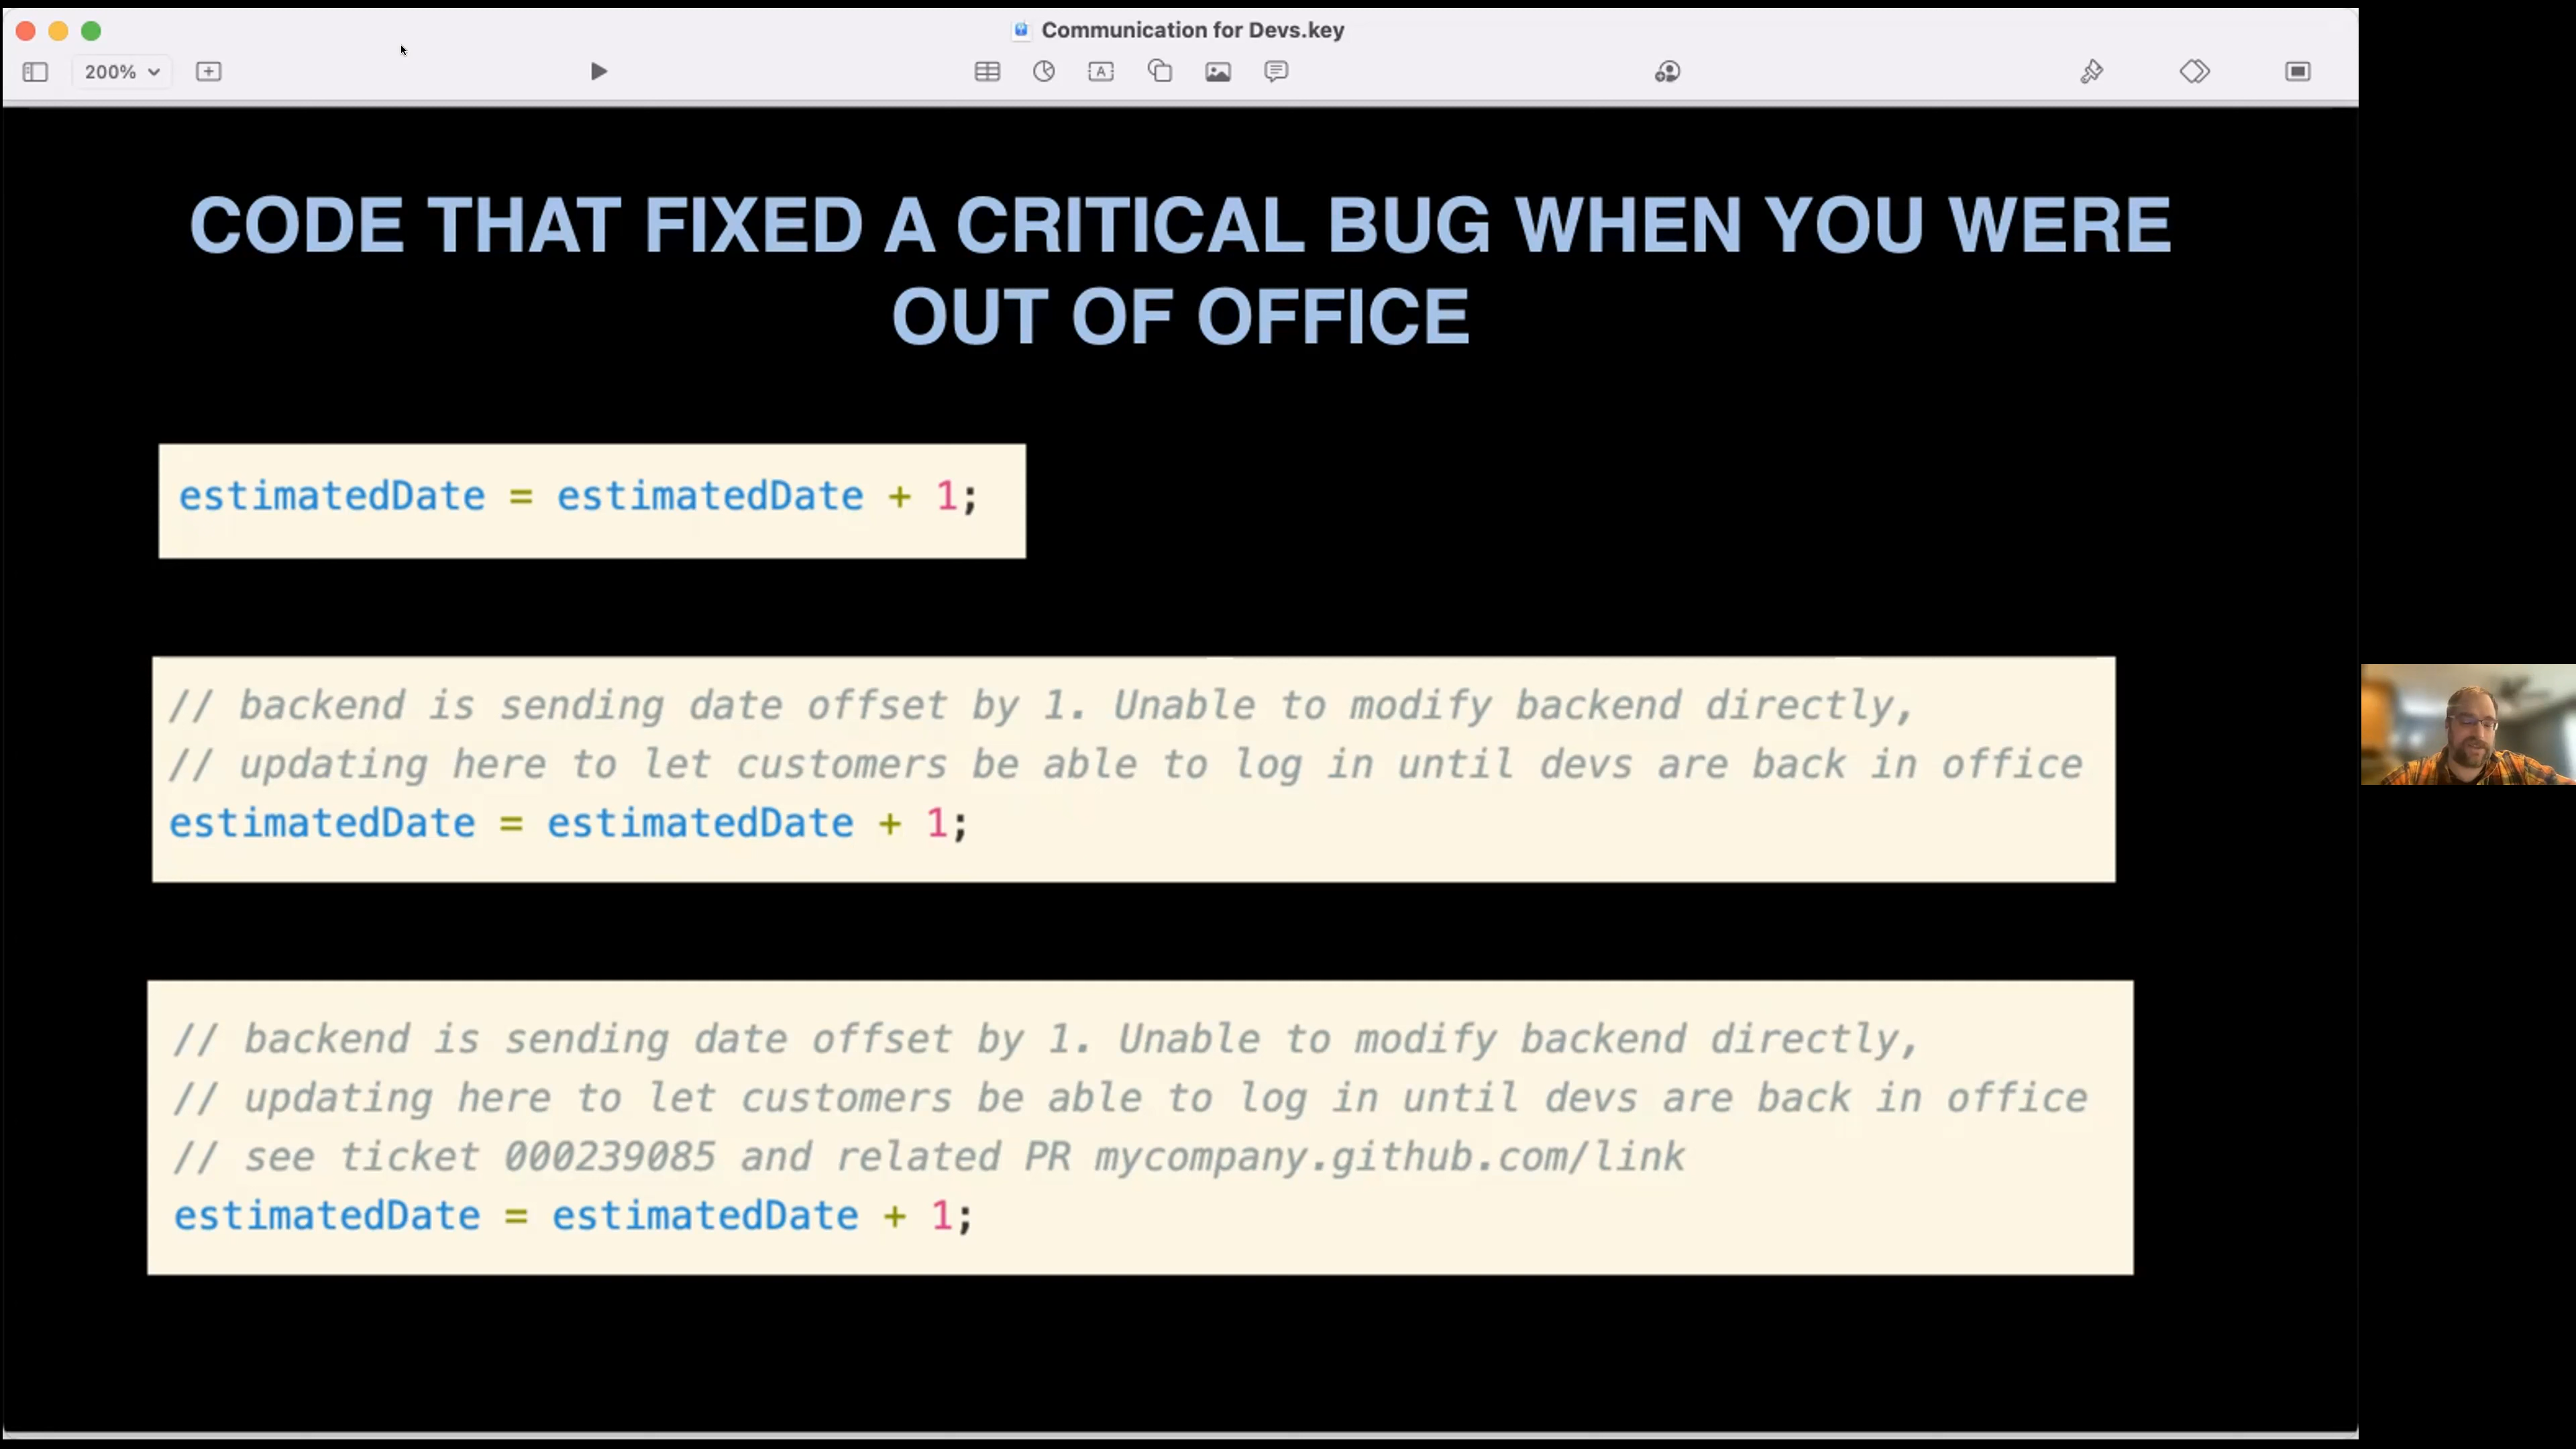 Communication for Devs.key
200%
CODE THAT FIXED A CRITICAL BUG WHEN YOU WERE
OUT OF OFFICE
estimatedDate = estimatedDate + 1;
// backend is sending date offset by 1. Unable to modify backend directly,
// updating here to let customers be able to log in until devs are back in office
estimatedDate = estimatedDate + 1;
// backend is sending date offset by 1. Unable to modify backend directly,
// updating here to let customers be able to log in until devs are back in office
// see ticket 000239085 and related PR mycompany.github.com/link
estimatedDate = estimatedDate + 1;